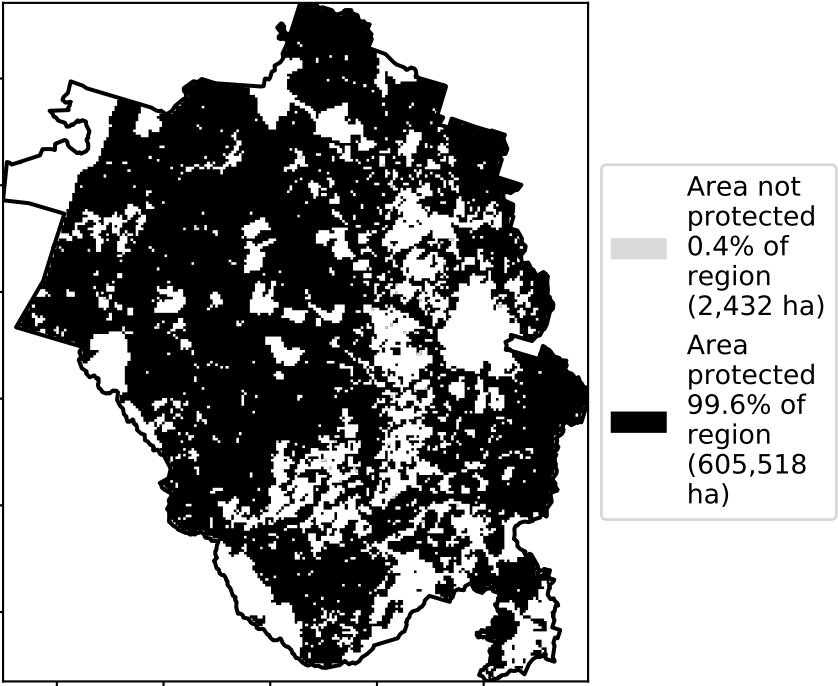 Area not
protected
0.4% of
region
(2,432 ha)
Area
protected
99.6% of
region
(605,518
ha)